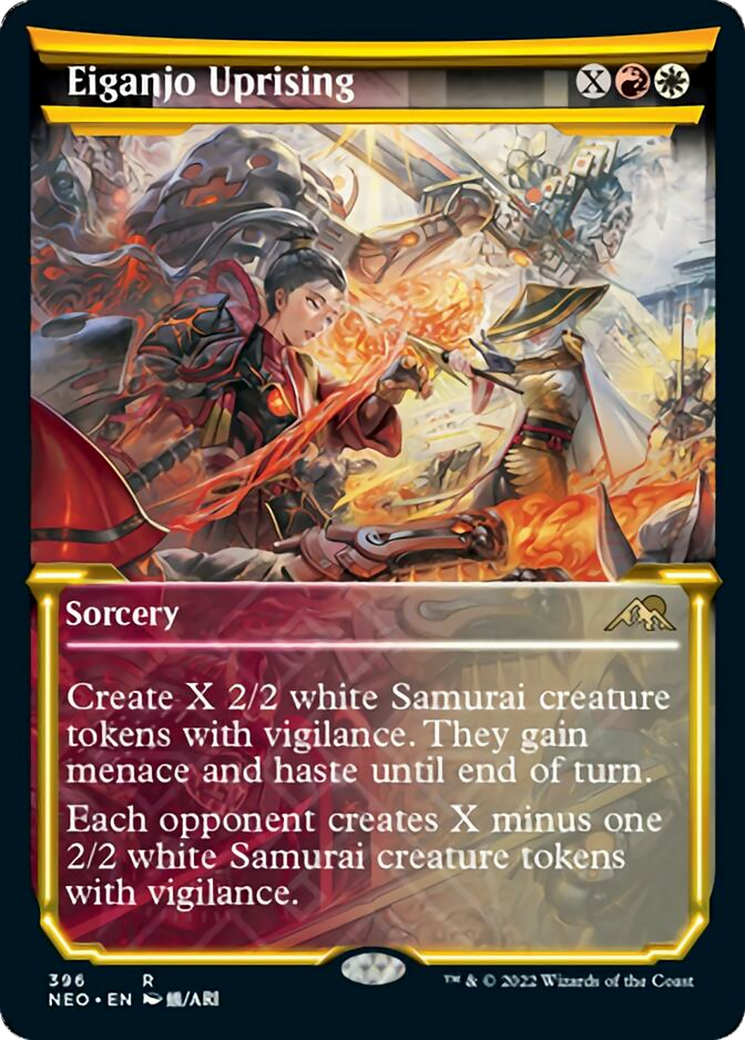 Eiganjo Uprising X
Sorcery
Create X 2/2 white Samurai creature
tokens with vigilance. They gain
menace and haste until end of turn.
Each opponent creates X minus one
2/2 white Samurai creature tokens
with vigilance.
396 R
NEO • EN /ARI
™ & © 2022 Wizards of the Coast